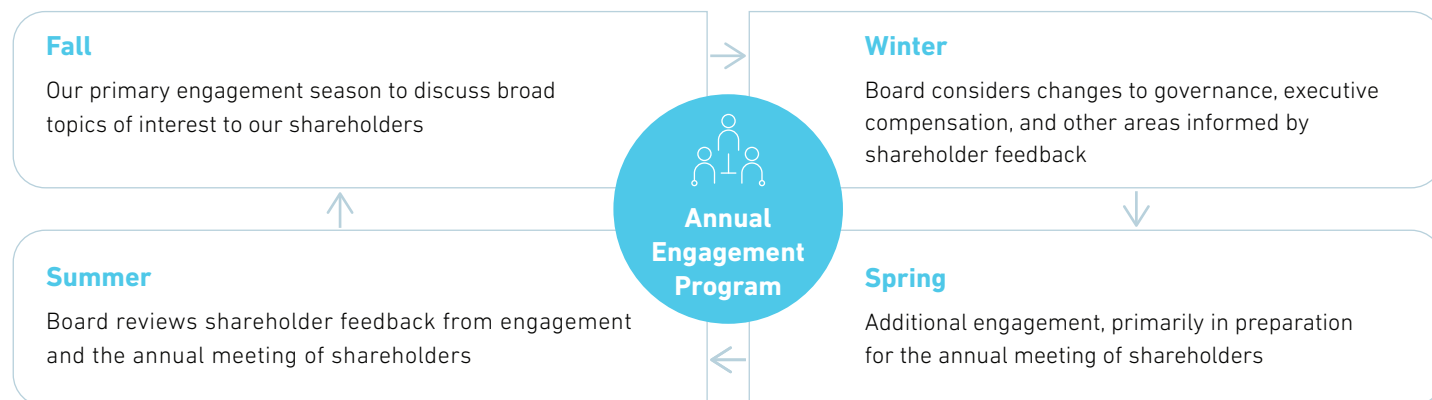 Fall
Our primary engagement season to discuss broad
topics of interest to our shareholders
Winter
Board considers changes to governance, executive
compensation, and other areas informed by
shareholder feedback
Annual
Engagement
Program
Summer
Board reviews shareholder feedback from engagement
and the annual meeting of shareholders
Spring
Additional engagement, primarily in preparation
for the annual meeting of shareholders